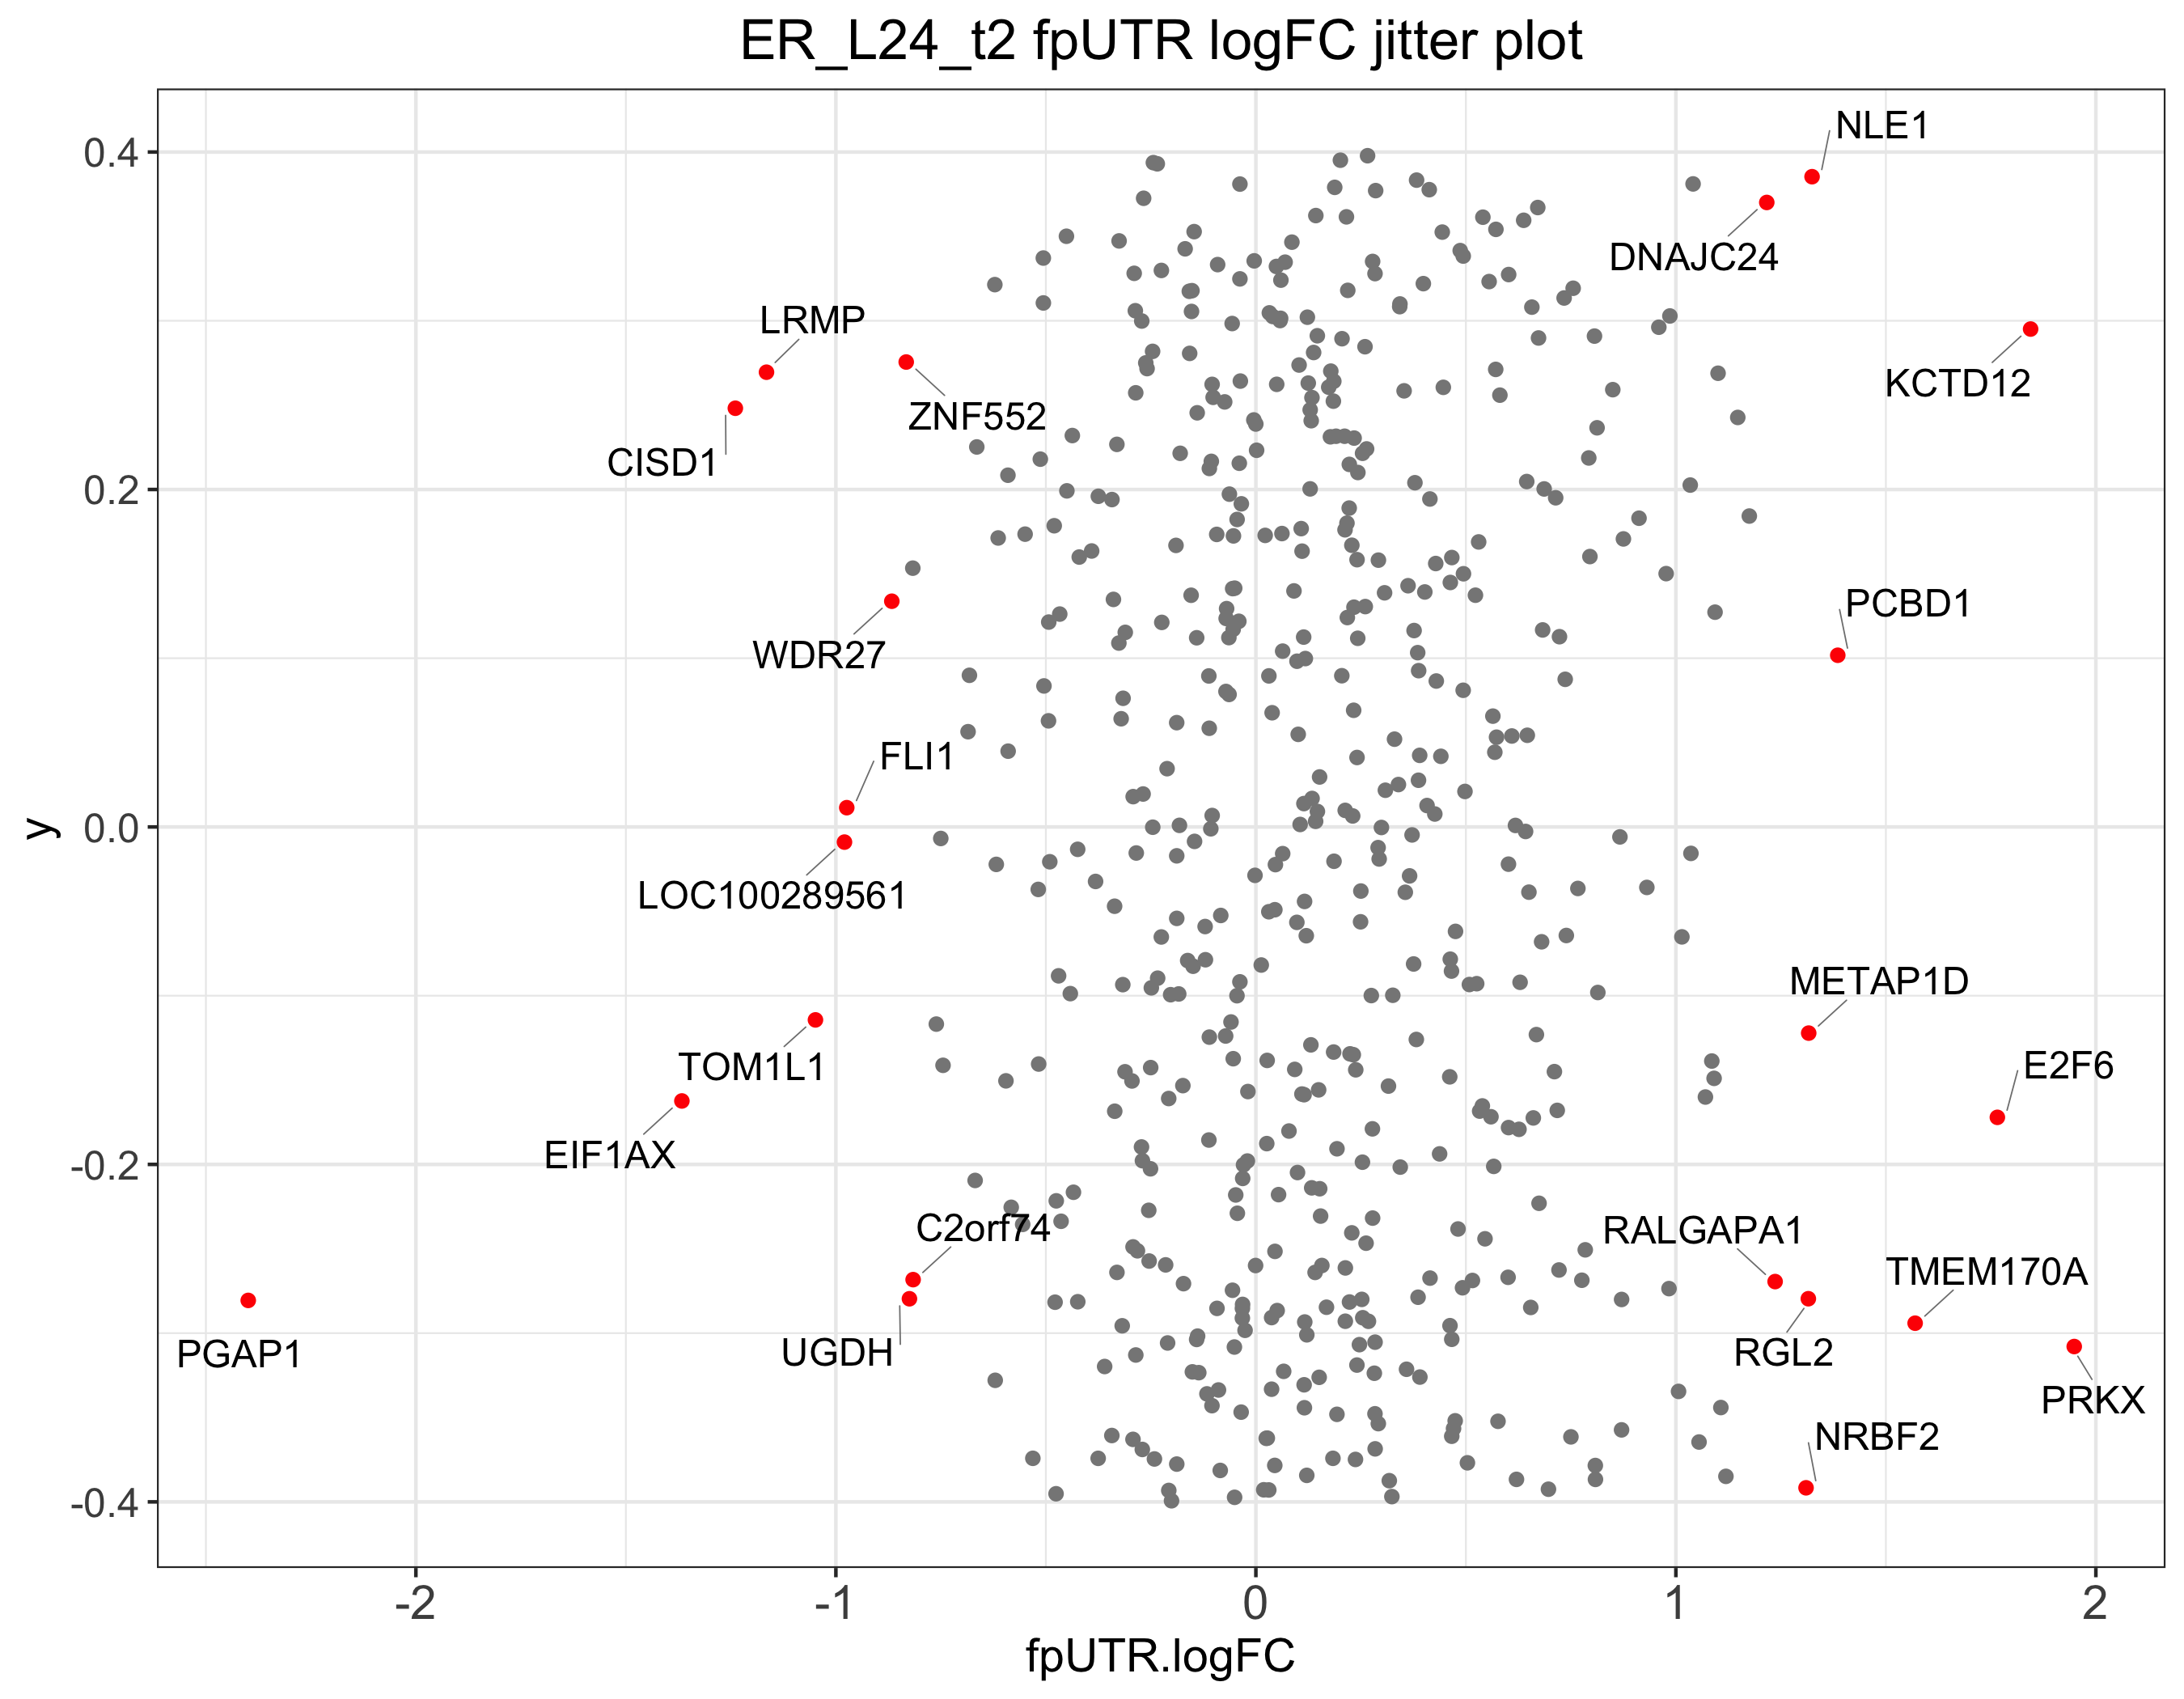 ER_L24_t2 fpUTR logFC jitter plot
NLE1
0.4
DNAJC24
LRMP
KCTD12
ZNF552
CISD1
0.2
PCBD1
WDR27
FLI1
y
0.0
LOC100289561
METAP1D
TOM1L1
E2F6
EIF1AX
-0.2
C2orf74
RALGAPA1
TMEM170A
PGAP1
UGDH
RGL2
PRKX
NRBF2
-0.4
-2 -1 0 1 2
fpUTR.logFC